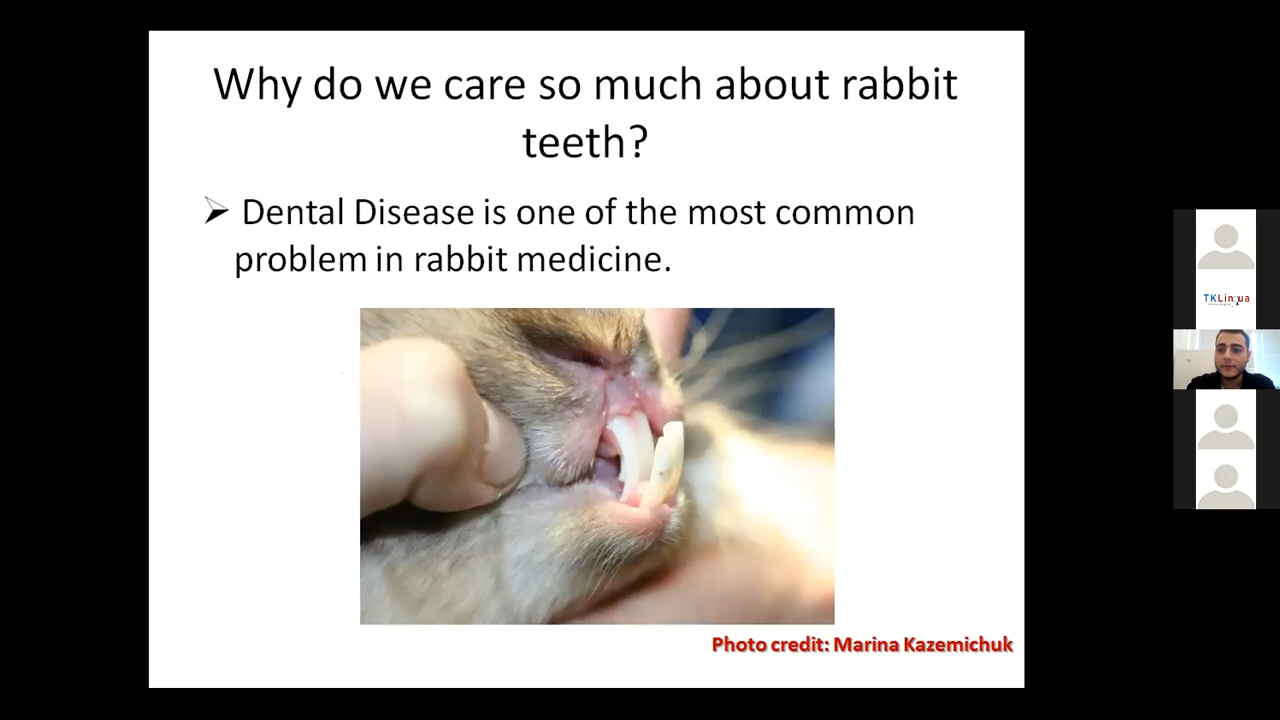 Why do we care so much about rabbit
teeth?
➢ Dental Disease is one of the most common
problem in rabbit medicine.
TKLingua
Photo credit: Marina Kazemichuk